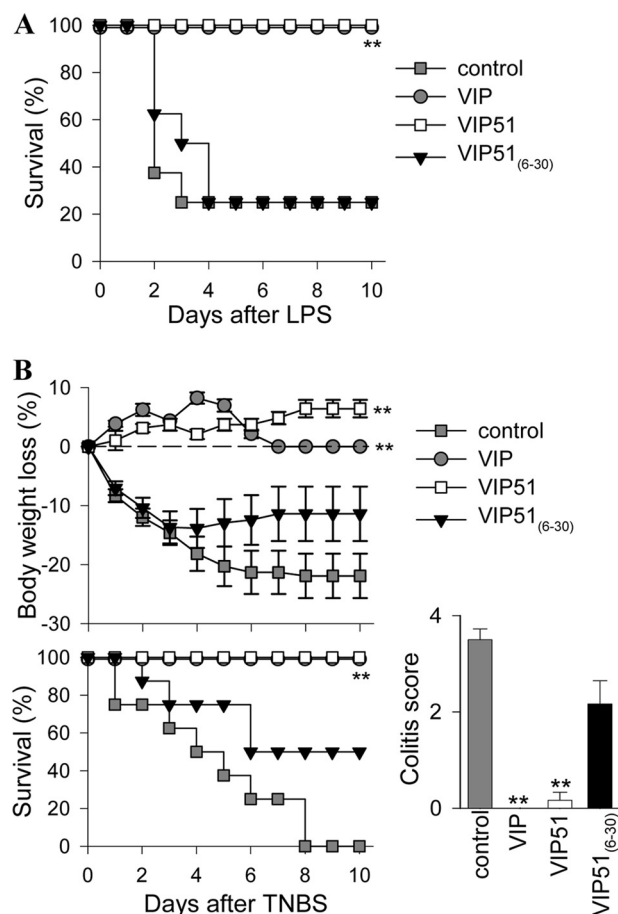 A
Survival (%)
100
80
60
40
20
0
0 2 4 6 8 10
Days after LPS
**
control
VIP
VIP51
VIP51(6-30)
B
Body weight loss (%)
10
0
-10
-20
-30
**
**
control
VIP
VIP51
VIP51(6-30)
Survival (%)
100
80
60
40
20
0
0 2 4 6 8 10
Days after TNBS
**
Colitis score
4
2
0
** **
control VIP VIP51 VIP51(6-30)